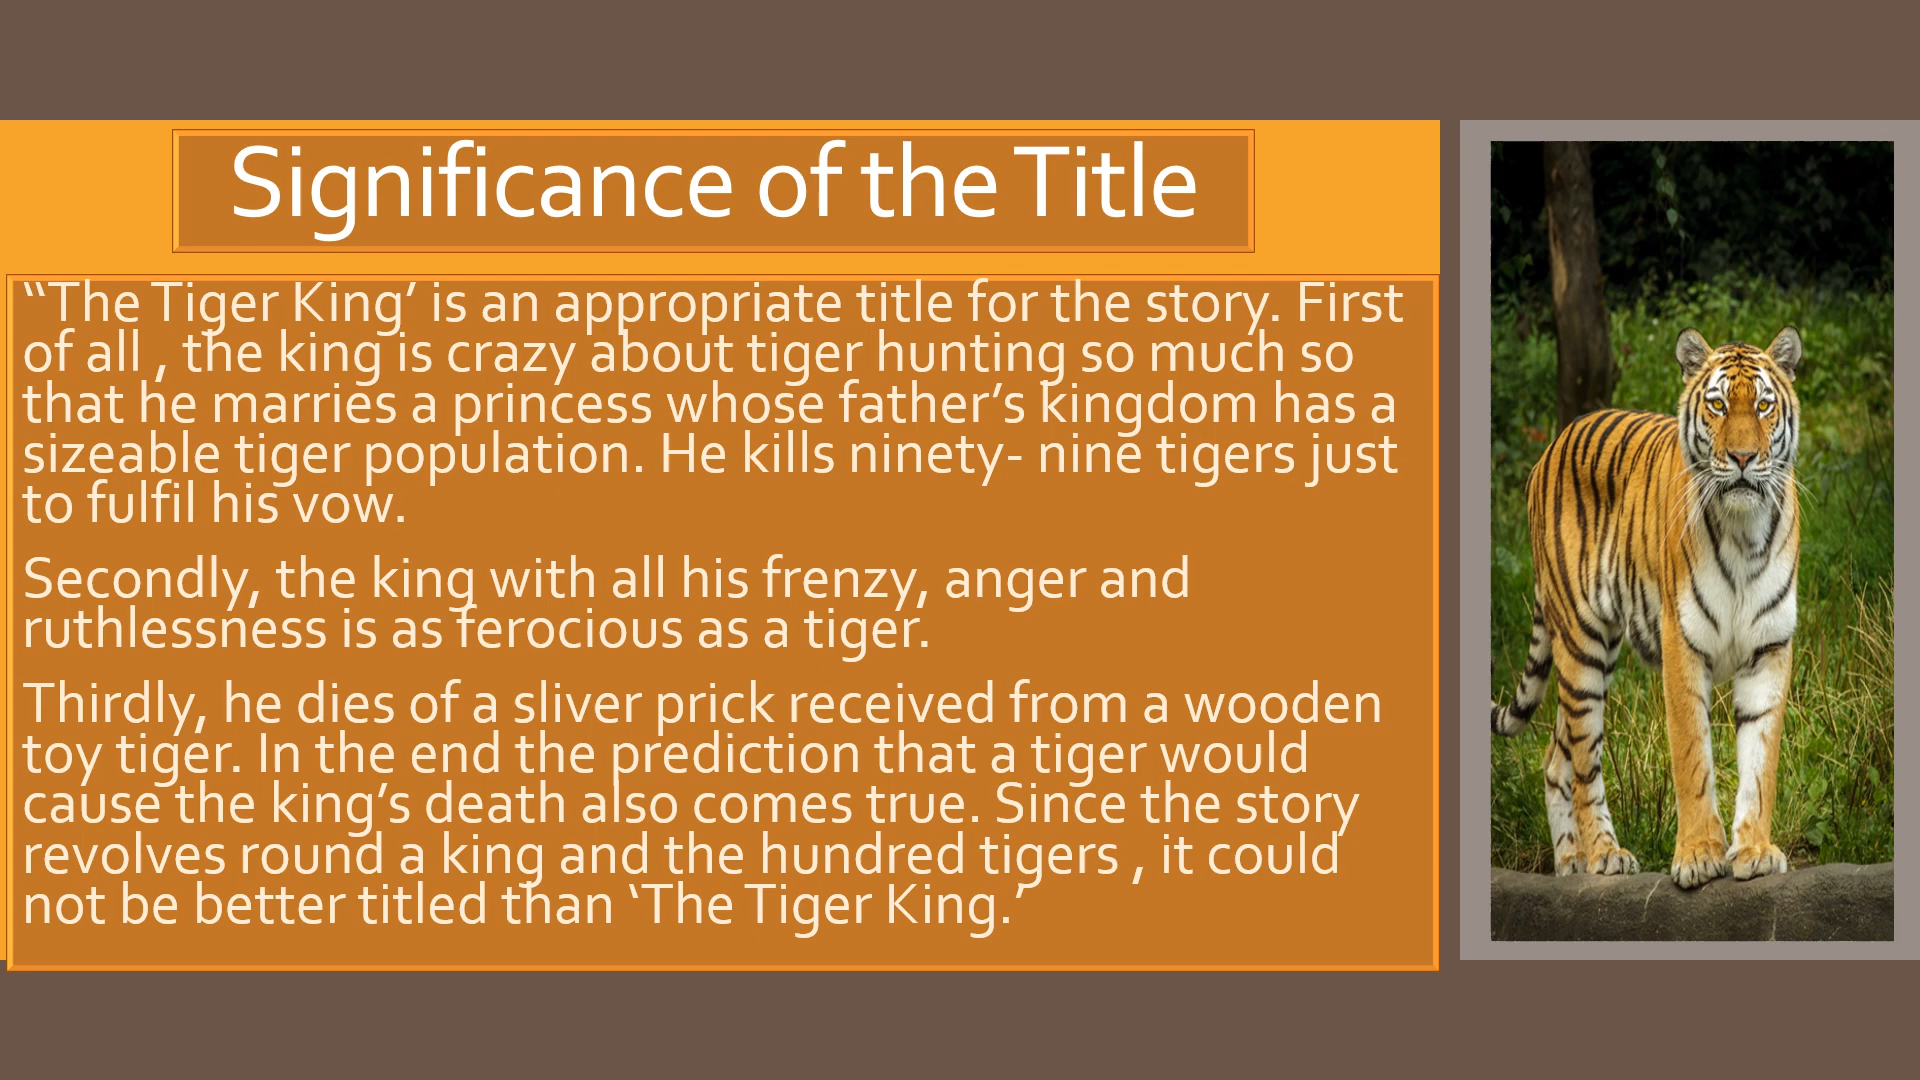 Significance of the Title
“The Tiger King’ is an appropriate title for the story. First
of all , the king is crazy about tiger hunting so much so
that he marries a princess whose father’s kingdom has a
sizeable tiger population. He kills ninety- nine tigers just
to fulfil his vow.
Secondly, the king with all his frenzy, anger and
ruthlessness is as ferocious as a tiger.
Thirdly, he dies of a sliver prick received from a wooden
toy tiger. In the end the prediction that a tiger would
cause the king’s death also comes true. Since the story
revolves round a king and the hundred tigers , it could
not be better titled than ‘The Tiger King.’